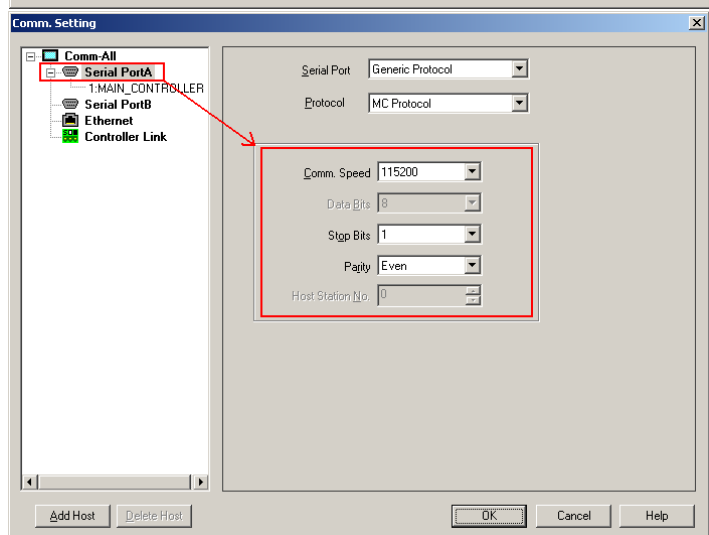 Comm. Setting
Comm-All
Serial PortA
1:MAIN_CONTROLLER
Serial PortB
Ethernet
Controller Link
Serial Port Generic Protocol
Protocol MC Protocol
Comm. Speed 115200
Data Bits 8
Stop Bits 1
Parity Even
Host Station No. 0
Add Host Delete Host OK Cancel Help